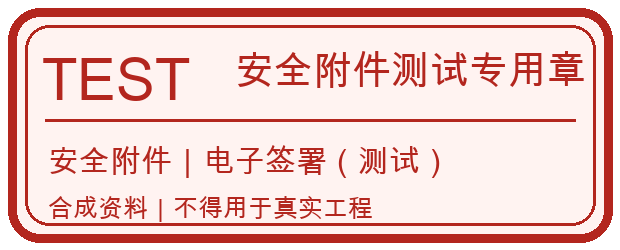 TEST 安全附件测试专用章
安全附件 | 电子签署 ( 测试 )
合成资料 | 不得用于真实工程